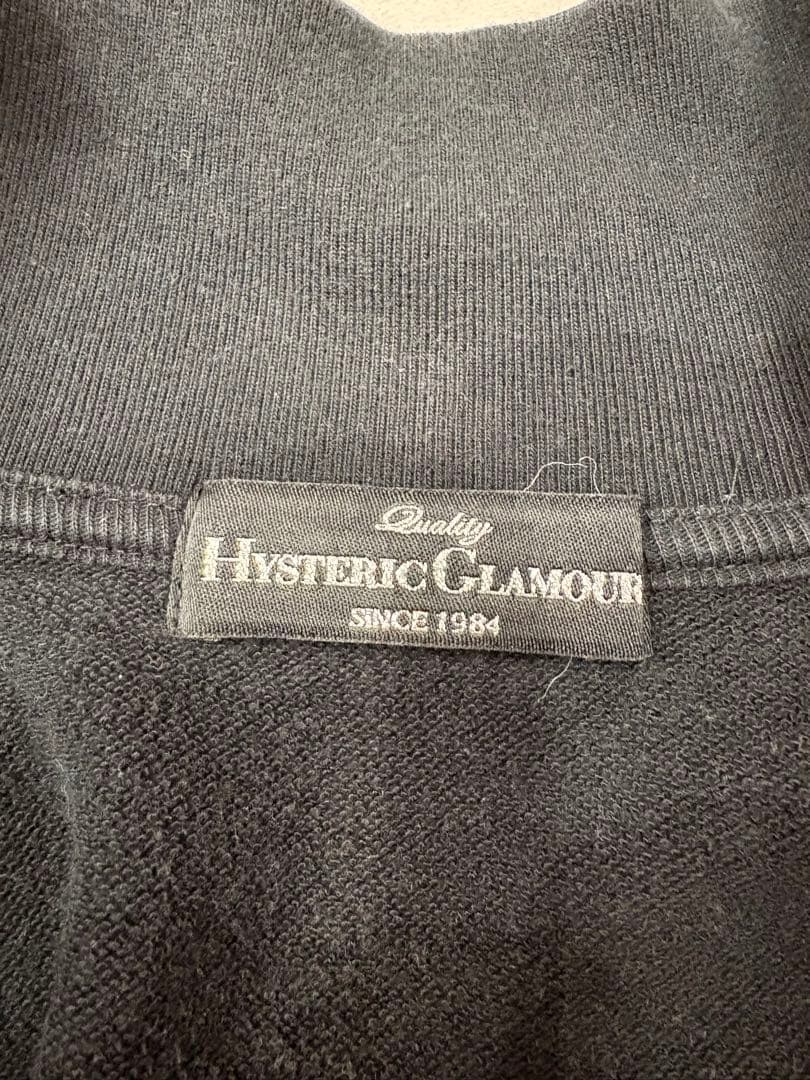 Quality
HYSTERIC GLAMOUR
SINCE 1984